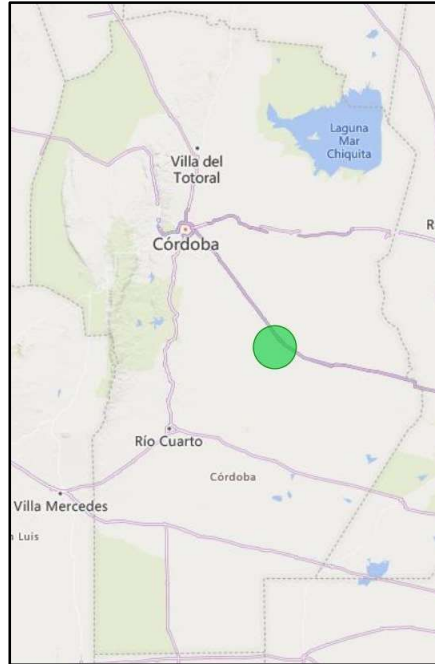 Laguna
Mar
Chiquita
Villa del
Totoral
R
Córdoba
Río Cuarto
Córdoba
Villa Mercedes
n Luis